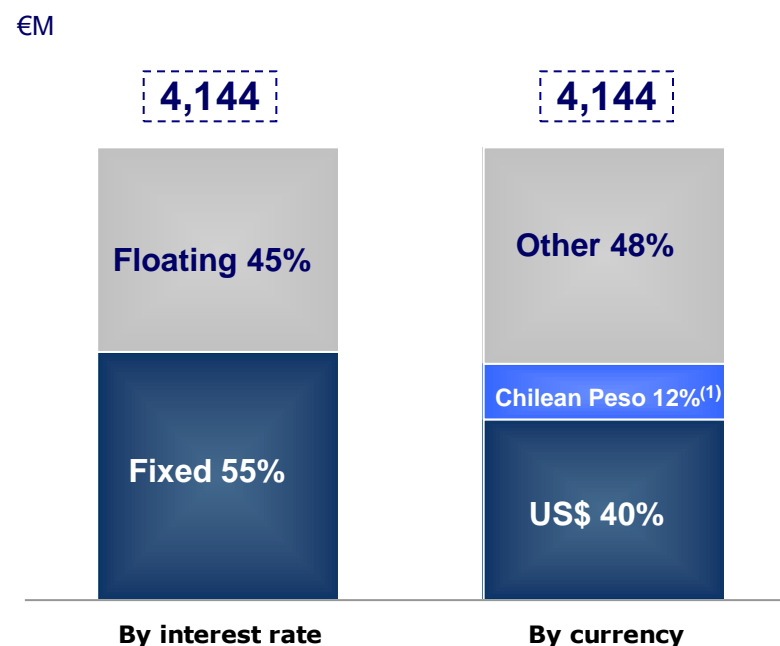 €M
4,144
4,144
Floating 45%
Other 48%
Chilean Peso 12%(1)
Fixed 55%
US$ 40%
By interest rate
By currency